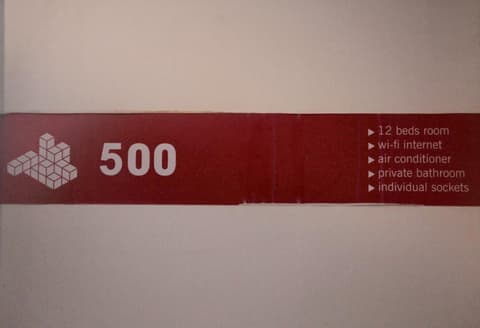 500
▶ 12 beds room
▶ wi-fi internet
▶ air conditioner
▶ private bathroom
▶ individual sockets